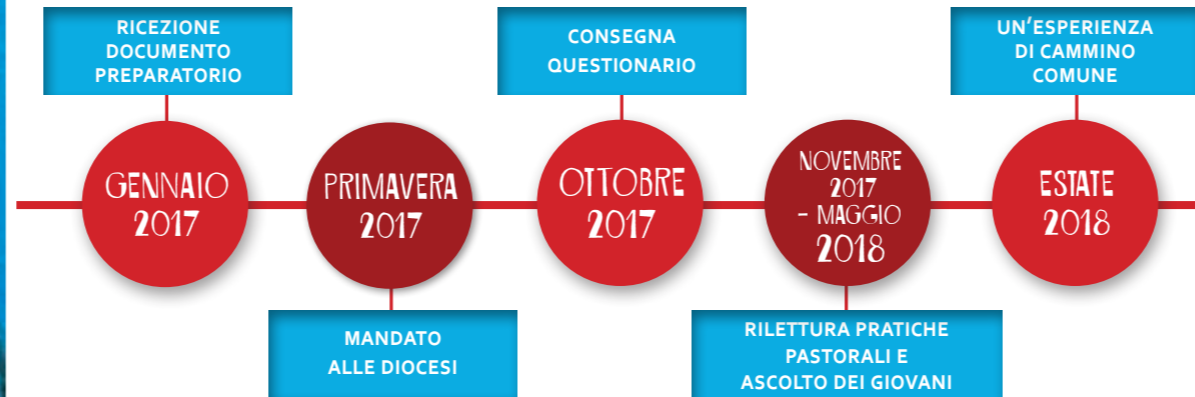 RICEZIONE
DOCUMENTO
PREPARATORIO
GENNAIO
2017
PRIMAVERA
2017
MANDATO
ALLE DIOCESI
CONSEGNA
QUESTIONARIO
OTTOBRE
2017
NOVEMBRE
2017
- MAGGIO
2018
RILETTURA PRATICHE
PASTORALI E
ASCOLTO DEI GIOVANI
UN'ESPERIENZA
DI CAMMINO
COMUNE
ESTATE
2018